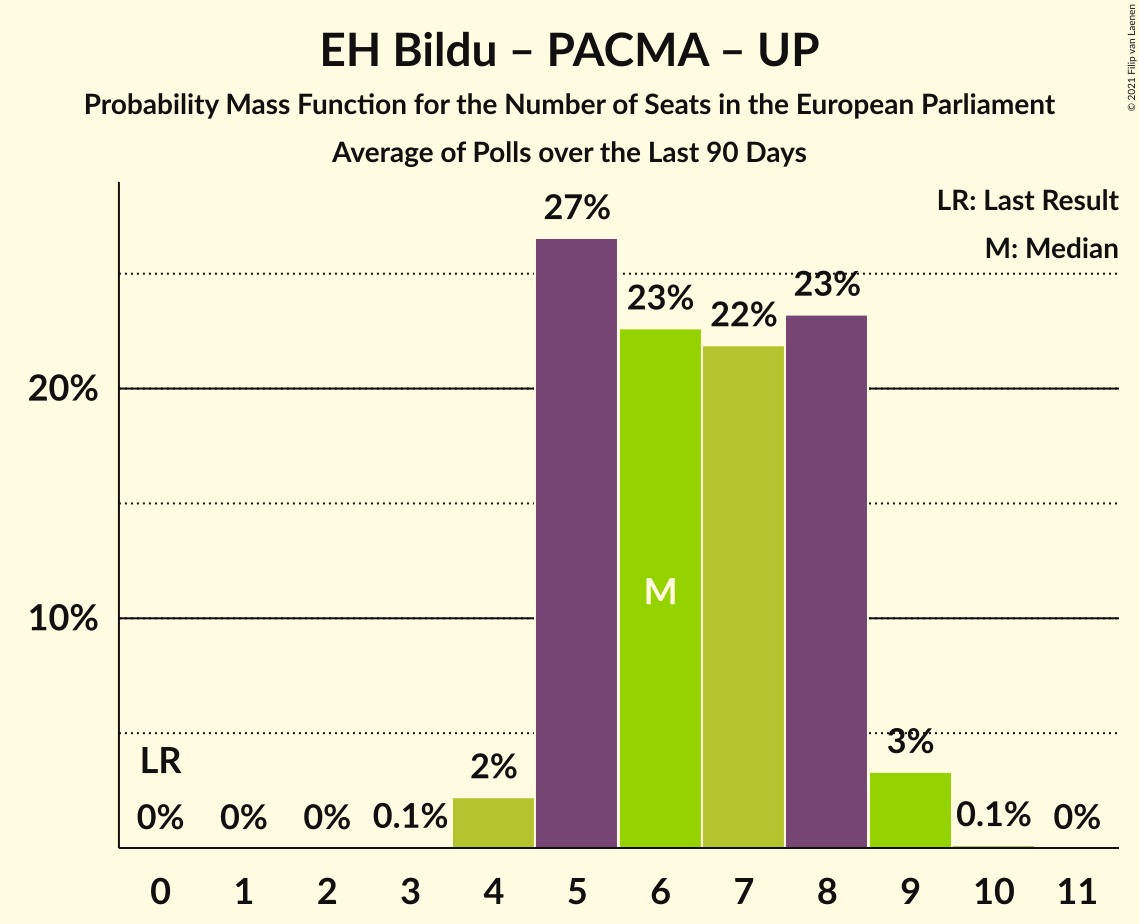 EH Bildu – PACMA – UP
Probability Mass Function for the Number of Seats in the European Parliament
Average of Polls over the Last 90 Days
© 2021 Filip van Laenen
LR: Last Result
M: Median
27%
23%
23%
22%
20%
10%
M
LR
0%
0%
0%
0.1%
2%
3%
0.1%
0%
0 1 2 3 4 5 6 7 8 9 10 11